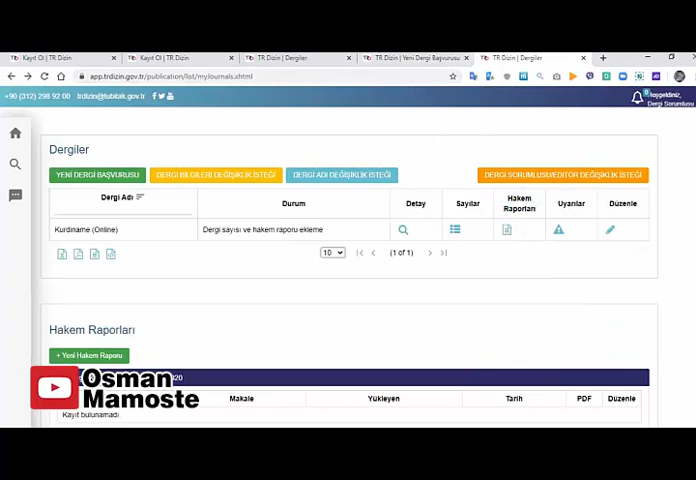 Kayıt Ol | TR Dizin
Kayıt Ol | TR Dizin
TR Dizin | Dergiler
TR Dizin | Yeni Dergi Başvurusu
TR Dizin | Dergiler
app.trdizin.gov.tr/publication/list/myJournals.xhtml
+90 (312) 298 92 00 trdizin@tubitak.gov.tr
Dergi Sorumlusu
Dergiler
YENİ DERGİ BAŞVURUSU
DERGİ BİLGİLERİ DEĞİŞİKLİK İSTEĞİ
DERGİ ADI DEĞİŞİKLİK İSTEĞİ
DERGİ SORUMLUSU/EDİTÖR DEĞİŞİKLİK İSTEĞİ
Dergi Adı
Durum
Detay
Sayılar
Hakem
Raporları
Uyarılar
Düzenle
Kurdiname (Online)
Dergi sayısı ve hakem raporu ekleme
10
(1 of 1)
Hakem Raporları
+ Yeni Hakem Raporu
Osman
Mamoste
Makale
Yükleyen
Tarih
PDF
Düzenle
Kayıt bulunamadı.